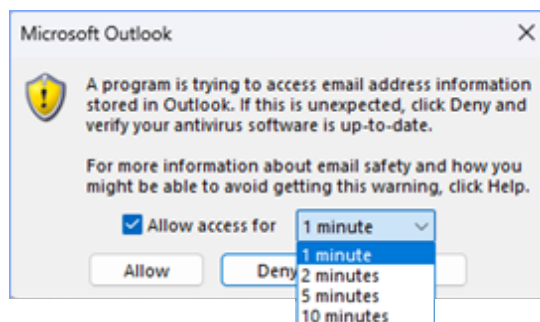 Microsoft Outlook
A program is trying to access email address information
stored in Outlook. If this is unexpected, click Deny and
verify your antivirus software is up-to-date.
For more information about email safety and how you
might be able to avoid getting this warning, click Help.
Allow access for 1 minute
Allow
1 minute
2 minutes
5 minutes
10 minutes